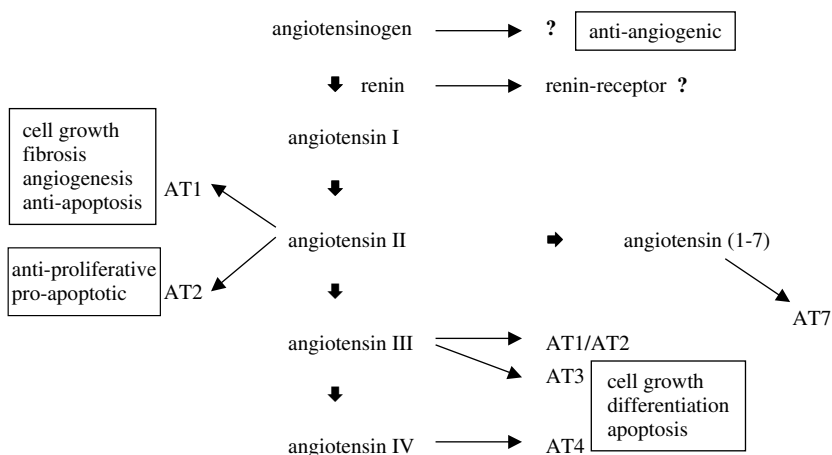 angiotensinogen ? anti-angiogenic
renin renin-receptor ?
cell growth
fibrosis
angiogenesis
anti-apoptosis
AT1
angiotensin I
angiotensin II
angiotensin (1-7)
anti-proliferative
pro-apoptotic
AT2
AT7
angiotensin III
AT1/AT2
AT3
cell growth
differentiation
apoptosis
angiotensin IV
AT4